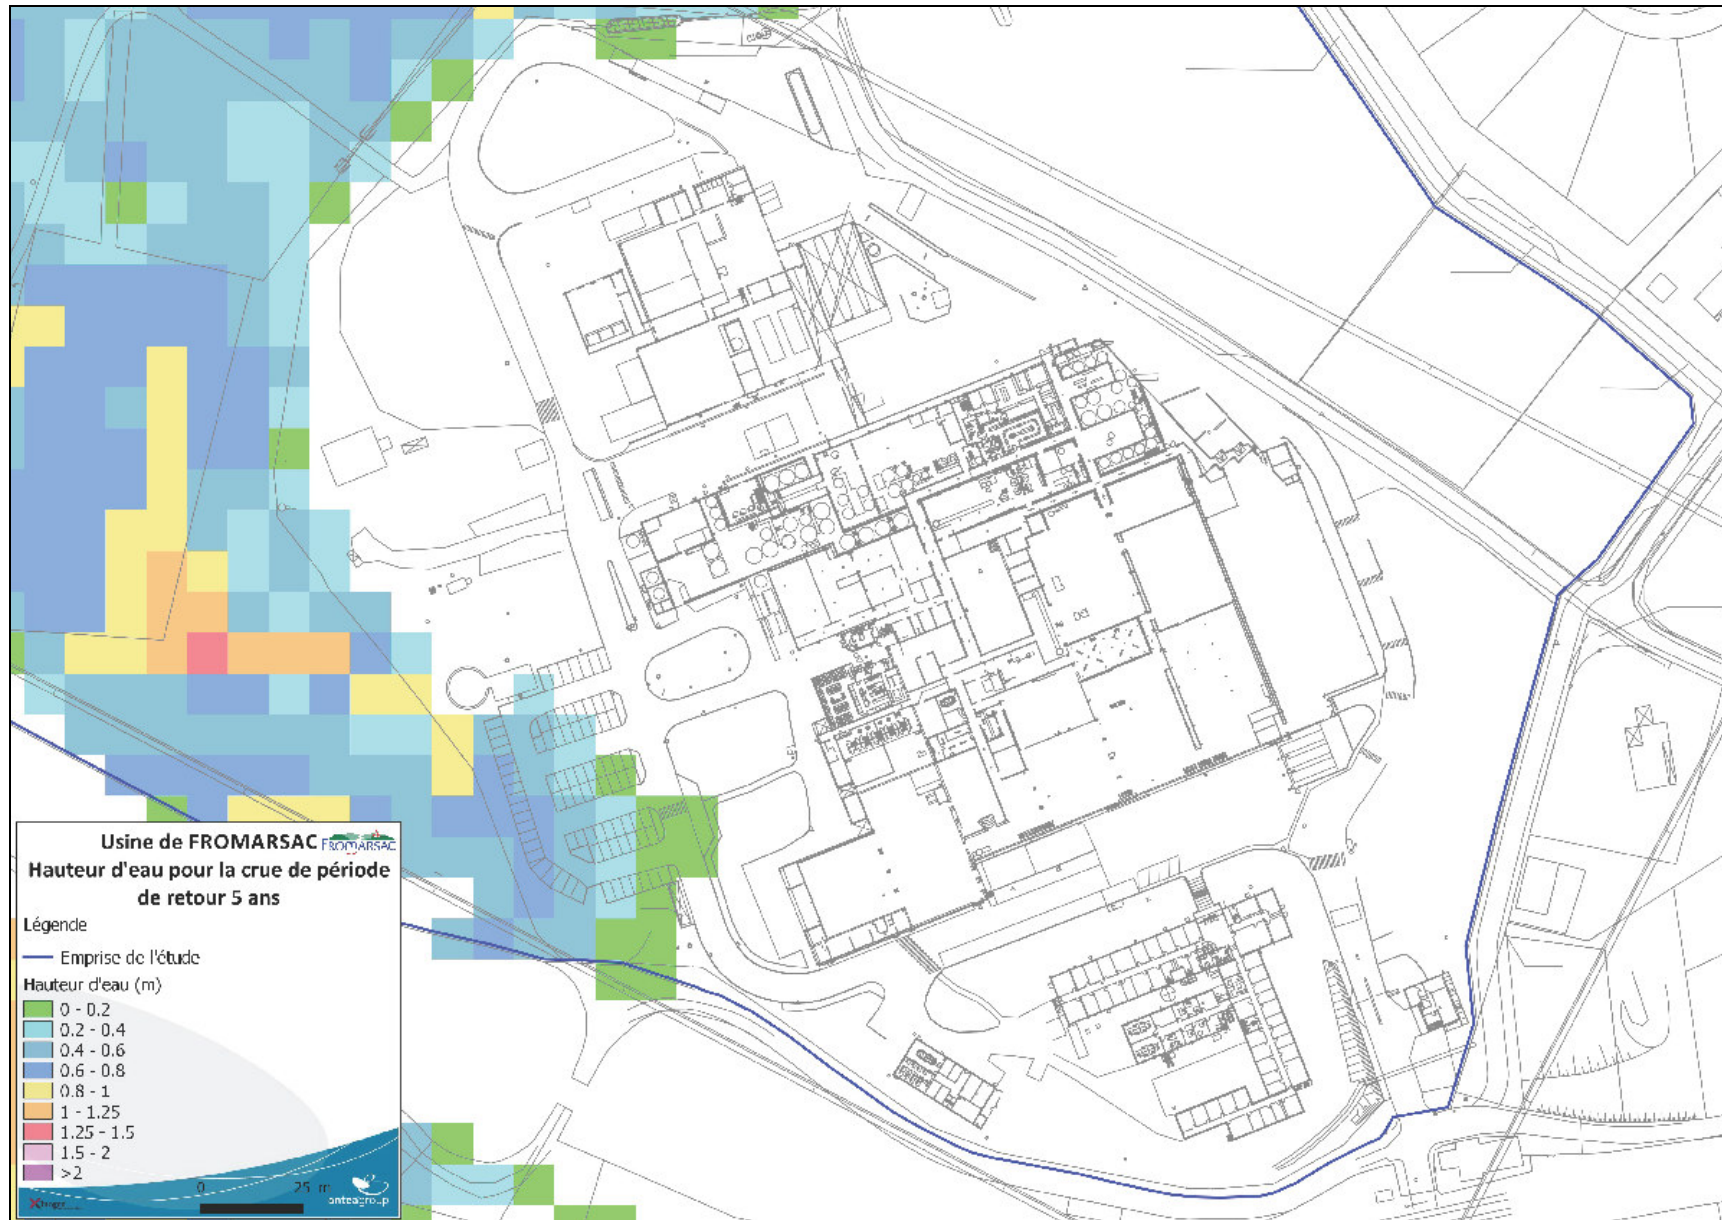 Usine de FROMARSAC
FROMARSAC
Hauteur d'eau pour la crue de période
de retour 5 ans
Légende
Emprise de l'étude
Hauteur d'eau (m)
0 - 0.2
0.2 - 0.4
0.4 - 0.6
0.6 - 0.8
0.8 - 1
1 - 1.25
1.25 - 1.5
1.5 - 2
>2
0 25 m
anteagroup